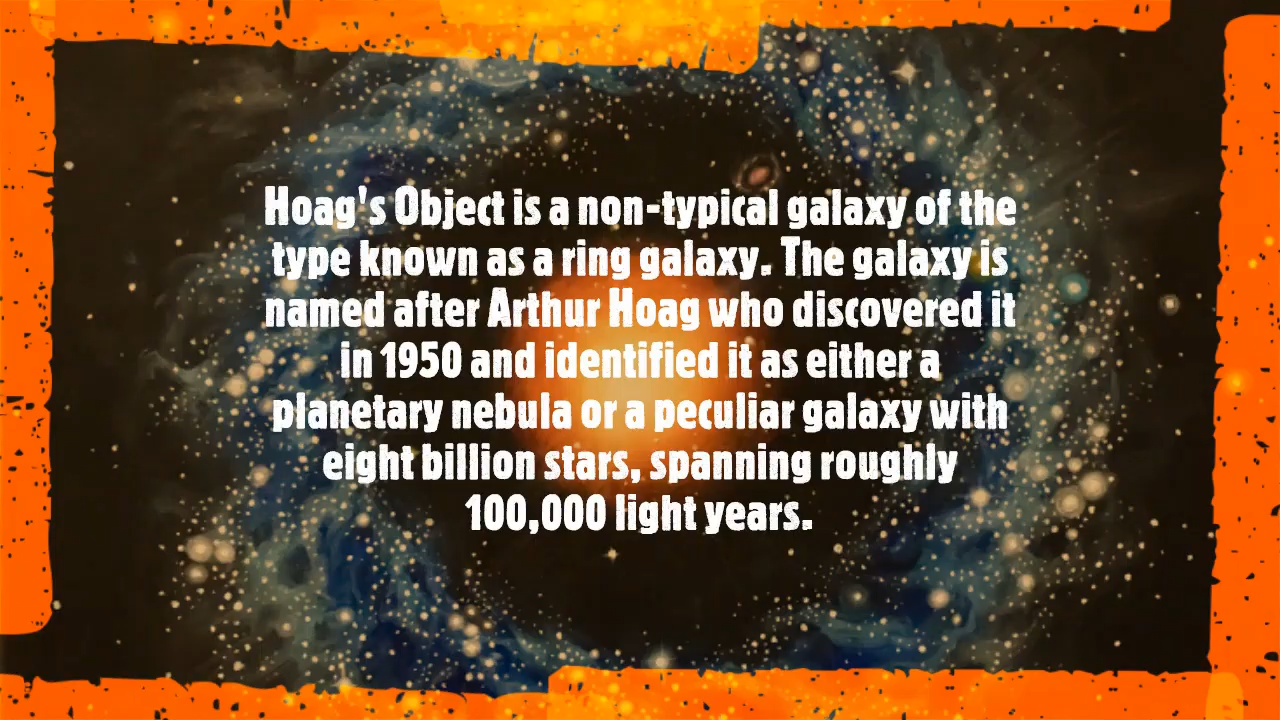 Hoag's Object is a non-typical galaxy of the
type known as a ring galaxy. The galaxy is
named after Arthur Hoag who discovered it
in 1950 and identified it as either a
planetary nebula or a peculiar galaxy with
eight billion stars, spanning roughly
100,000 light years.